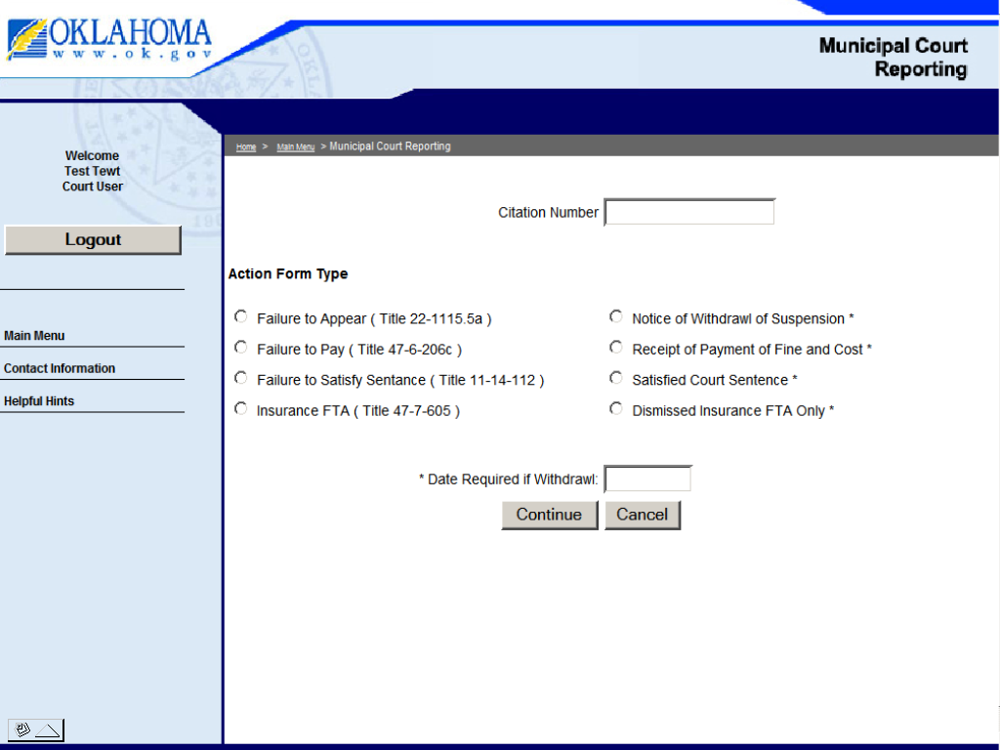 OKLAHOMA
www.ok.gov
Municipal Court
Reporting
Home > Main Menu > Municipal Court Reporting
Welcome
Test Tewt
Court User
Logout
Main Menu
Contact Information
Helpful Hints
Citation Number
Action Form Type
Failure to Appear ( Title 22-1115.5a )
Notice of Withdrawl of Suspension *
Failure to Pay ( Title 47-6-206c )
Receipt of Payment of Fine and Cost *
Failure to Satisfy Sentance ( Title 11-14-112 )
Satisfied Court Sentence *
Insurance FTA ( Title 47-7-605 )
Dismissed Insurance FTA Only *
* Date Required if Withdrawl:
Continue Cancel